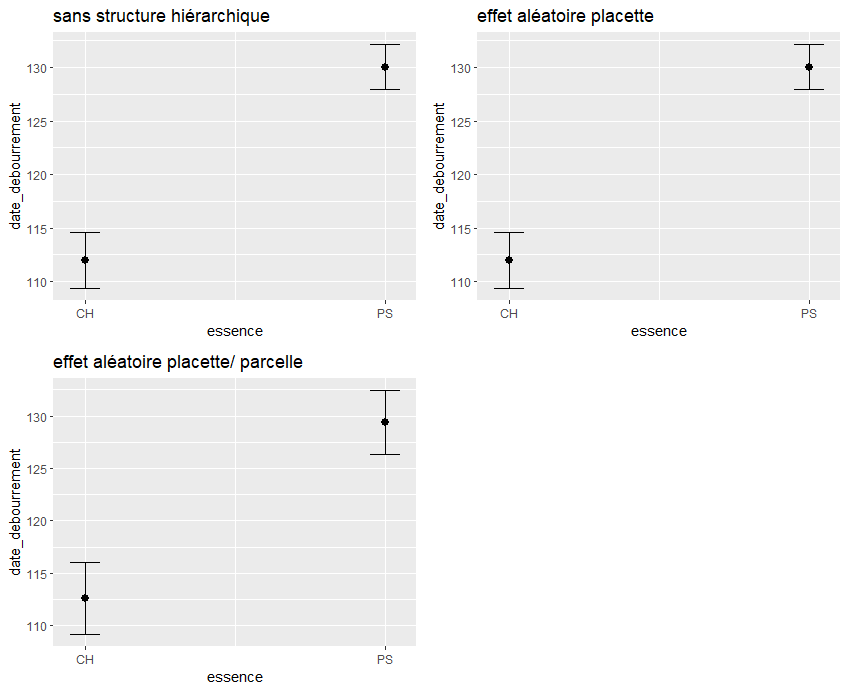 sans structure hiérarchique
date_debourrement
130
125
120
115
110
CH
PS
essence
effet aléatoire placette
date_debourrement
130
125
120
115
110
CH
PS
essence
effet aléatoire placette/ parcelle
date_debourrement
130
125
120
115
110
CH
PS
essence